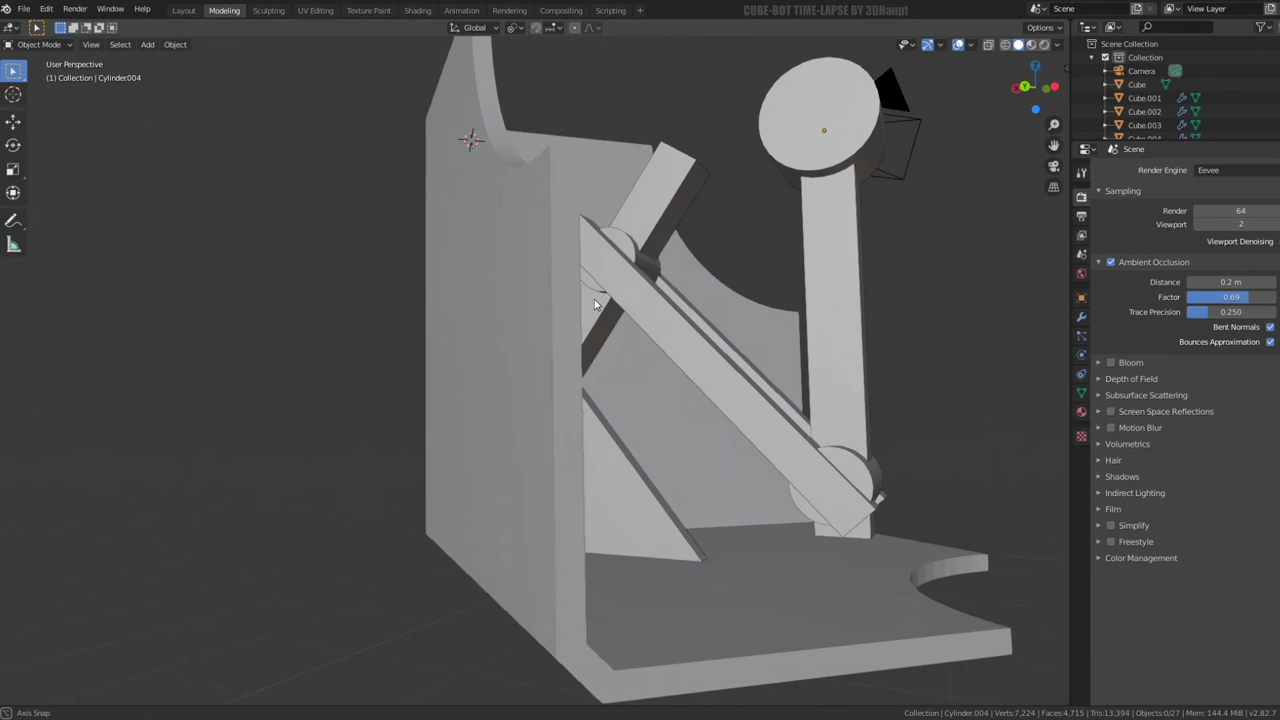 File Edit Render Window Help Layout Modeling Sculpting UV Editing Texture Paint Shading Animation Rendering Compositing Scripting CUBE-BOT TIME-LAPSE BY 3DHaupt Scene View Layer
Global Options
Object Mode View Select Add Object
User Perspective
(1) Collection | Cylinder.004
Z
Y
Scene Collection
Collection
Camera
Cube
Cube.001
Cube.002
Cube.003
Scene
Render Engine Eevee
Sampling
Render 64
Viewport 2
Viewport Denoising
Ambient Occlusion
Distance 0.2 m
Factor 0.69
Trace Precision 0.250
Bent Normals
Bounces Approximation
Bloom
Depth of Field
Subsurface Scattering
Screen Space Reflections
Motion Blur
Volumetrics
Hair
Shadows
Indirect Lighting
Film
Simplify
Freestyle
Color Management
Axis Snap Collection | Cylinder.004 | Verts:7,224 | Faces:4,715 | Tris:13,394 | Objects:0/27 | Mem: 144.4 MiB | v2.82.7